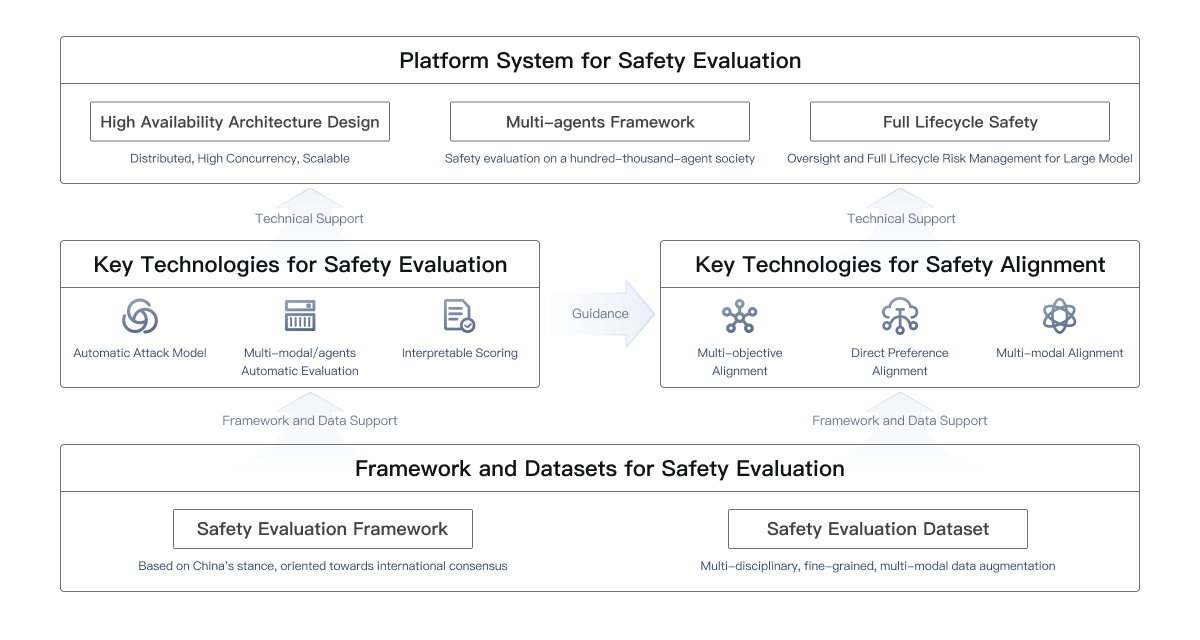 Platform System for Safety Evaluation
High Availability Architecture Design
Multi-agents Framework
Full Lifecycle Safety
Distributed, High Concurrency, Scalable
Safety evaluation on a hundred-thousand-agent society
Oversight and Full Lifecycle Risk Management for Large Model
Technical Support
Technical Support
Key Technologies for Safety Evaluation
Automatic Attack Model
Multi-modal/agents
Automatic Evaluation
Interpretable Scoring
Guidance
Key Technologies for Safety Alignment
Multi-objective
Alignment
Direct Preference
Alignment
Multi-modal Alignment
Framework and Data Support
Framework and Data Support
Framework and Datasets for Safety Evaluation
Safety Evaluation Framework
Safety Evaluation Dataset
Based on China's stance, oriented towards international consensus
Multi-disciplinary, fine-grained, multi-modal data augmentation